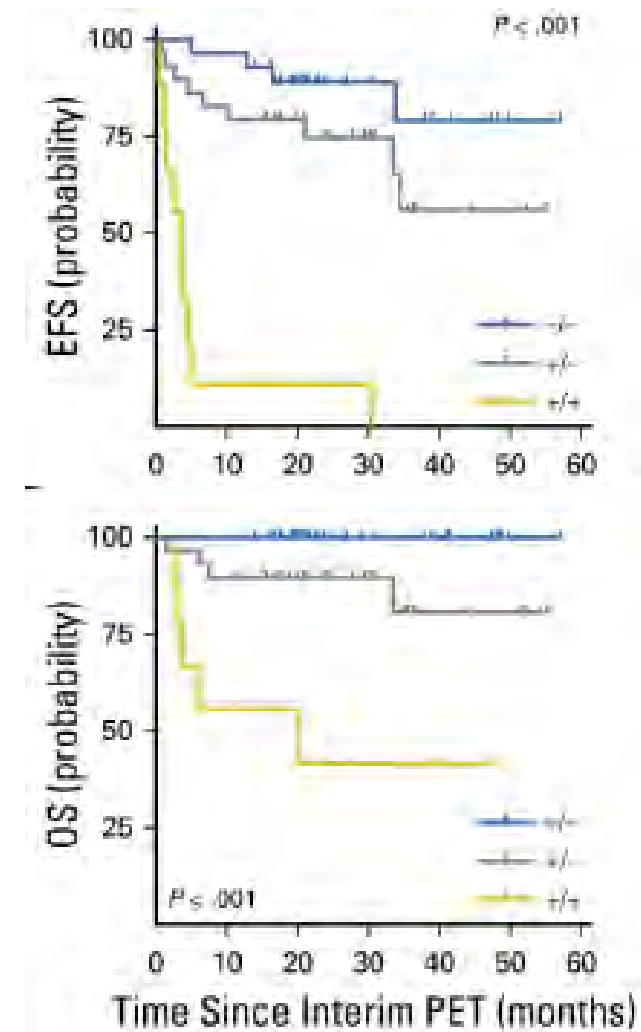 P < .001
EFS (probability)
100
75
50
25
-/-
+/-
+/+
0 10 20 30 40 50 60
OS (probability)
100
75
50
25
-/-
+/-
+/+
P < .001
0 10 20 30 40 50 60
Time Since Interim PET (months)